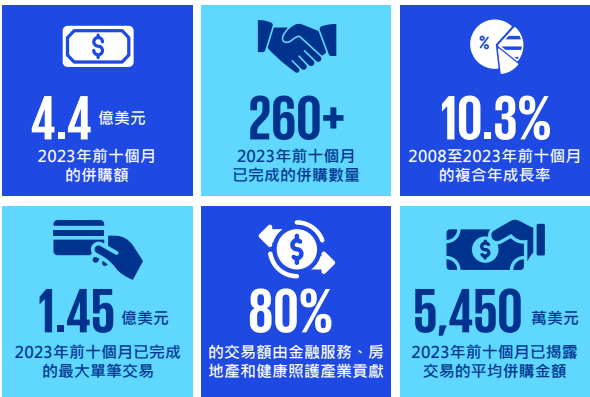 $
4.4 億美元
2023年前十個月
的併購額
260+
2023年前十個月
已完成的併購數量
%
10.3%
2008至2023年前十個月
的複合年成長率
1.45 億美元
2023年前十個月已完成
的最大單筆交易
$
80%
的交易額由金融服務、房
地產和健康照護產業貢獻
$
5,450 萬美元
2023年前十個月已揭露
交易的平均併購金額